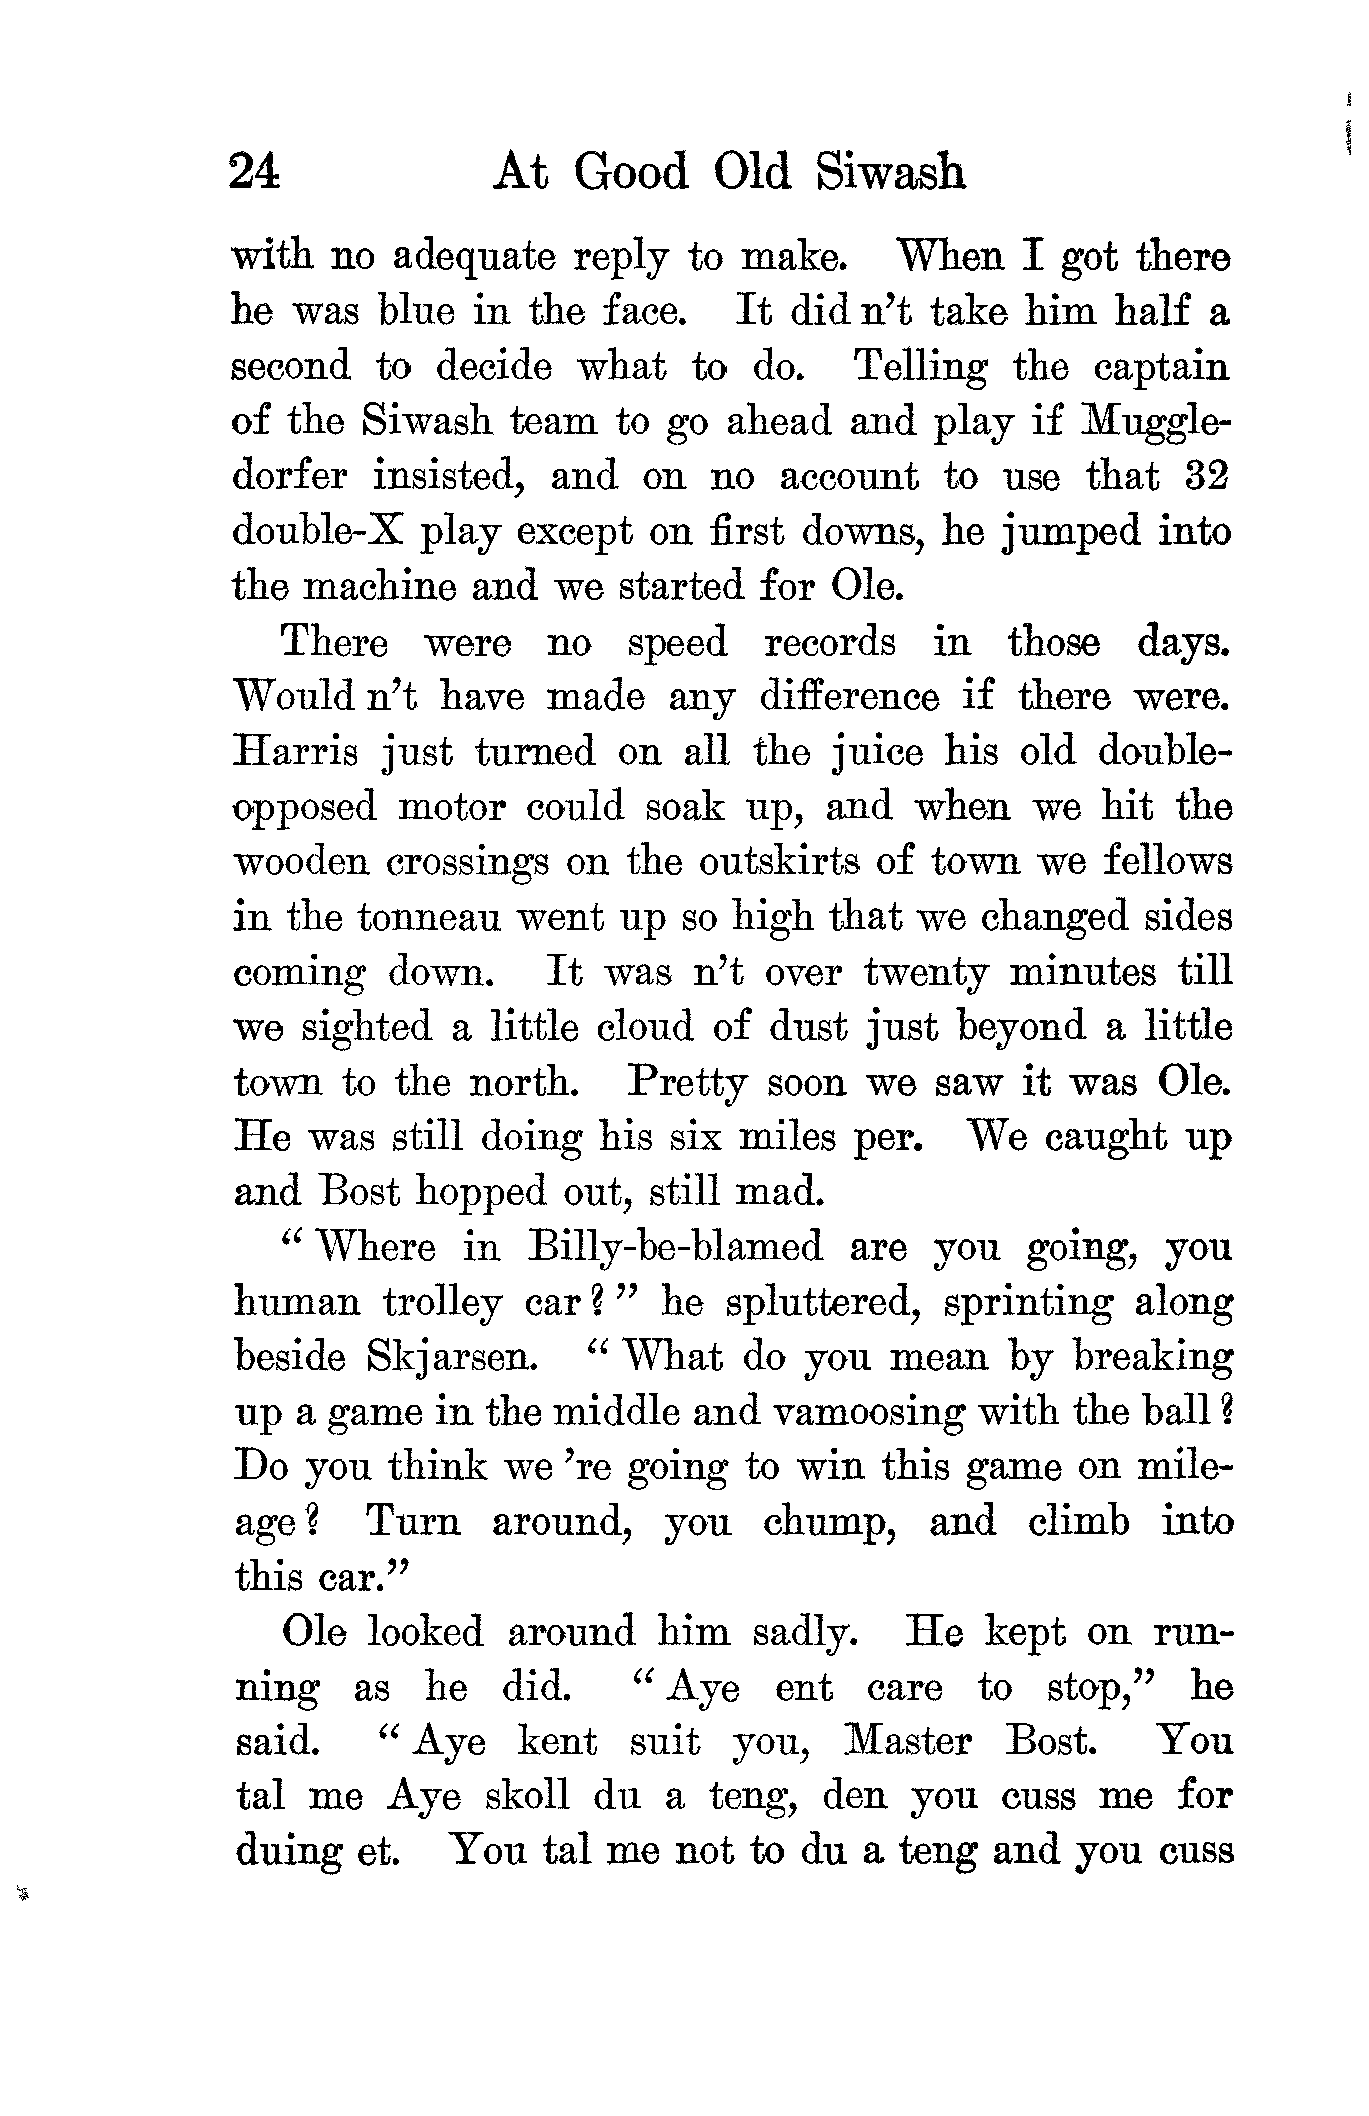 24 At Good Old Siwash
with no adequate reply to make. When I got there
he was blue in the face. It did n't take him half a
second to decide what to do. Telling the captain
of the Siwash team to go ahead and play if Muggle-
dorfer insisted, and on no account to use that 32
double-X play except on first downs, he jumped into
the machine and we started for Ole.
There were no speed records in those days.
Would n't have made any difference if there were.
Harris just turned on all the juice his old double-
opposed motor could soak up, and when we hit the
wooden crossings on the outskirts of town we fellows
in the tonneau went up so high that we changed sides
coming down. It was n't over twenty minutes till
we sighted a little cloud of dust just beyond a little
town to the north. Pretty soon we saw it was Ole.
He was still doing his six miles per. We caught up
and Bost hopped out, still mad.
“ Where in Billy-be-blamed are you going, you
human trolley car ? ” he spluttered, sprinting along
beside Skjarsen. “ What do you mean by breaking
up a game in the middle and vamoosing with the ball ?
Do you think we 're going to win this game on mile-
age ? Turn around, you chump, and climb into
this car.”
Ole looked around him sadly. He kept on run-
ning as he did. “ Aye ent care to stop,” he
said. “ Aye kent suit you, Master Bost. You
tal me Aye skoll du a teng, den you cuss me for
duing et. You tal me not to du a teng and you cuss